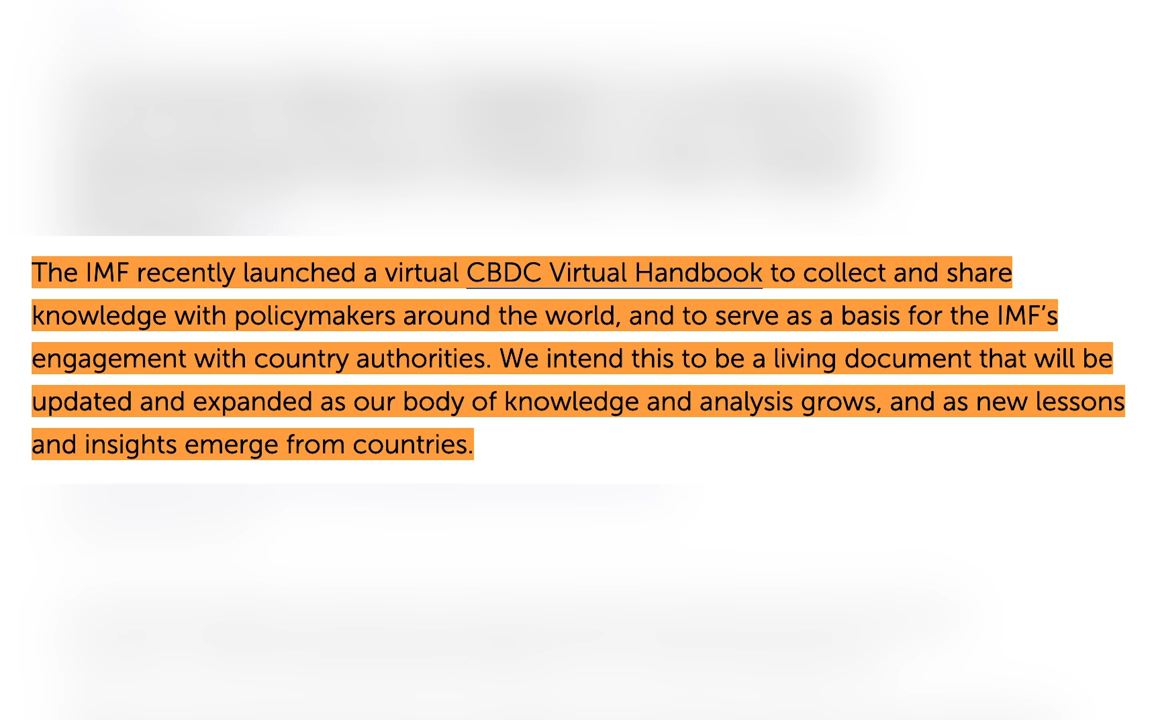 The IMF recently launched a virtual CBDC Virtual Handbook to collect and share
knowledge with policymakers around the world, and to serve as a basis for the IMF’s
engagement with country authorities. We intend this to be a living document that will be
updated and expanded as our body of knowledge and analysis grows, and as new lessons
and insights emerge from countries.